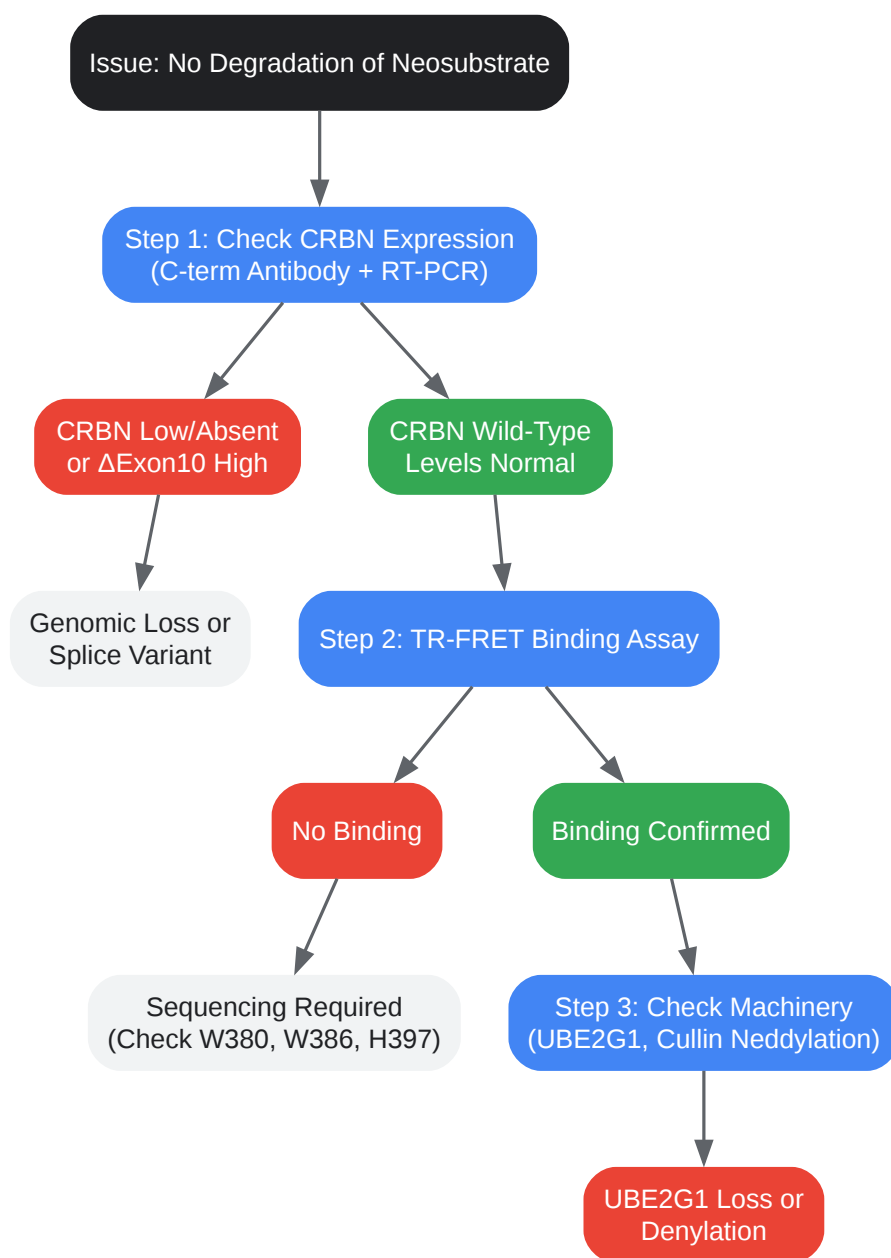 Issue: No Degradation of Neosubstrate
Step 1: Check CRBN Expression
(C-term Antibody + RT-PCR)
CRBN Low/Absent
or ΔExon10 High
CRBN Wild-Type
Levels Normal
Genomic Loss or
Splice Variant
Step 2: TR-FRET Binding Assay
No Binding
Binding Confirmed
Sequencing Required
(Check W380, W386, H397)
Step 3: Check Machinery
(UBE2G1, Cullin Neddylation)
UBE2G1 Loss or
Denylation